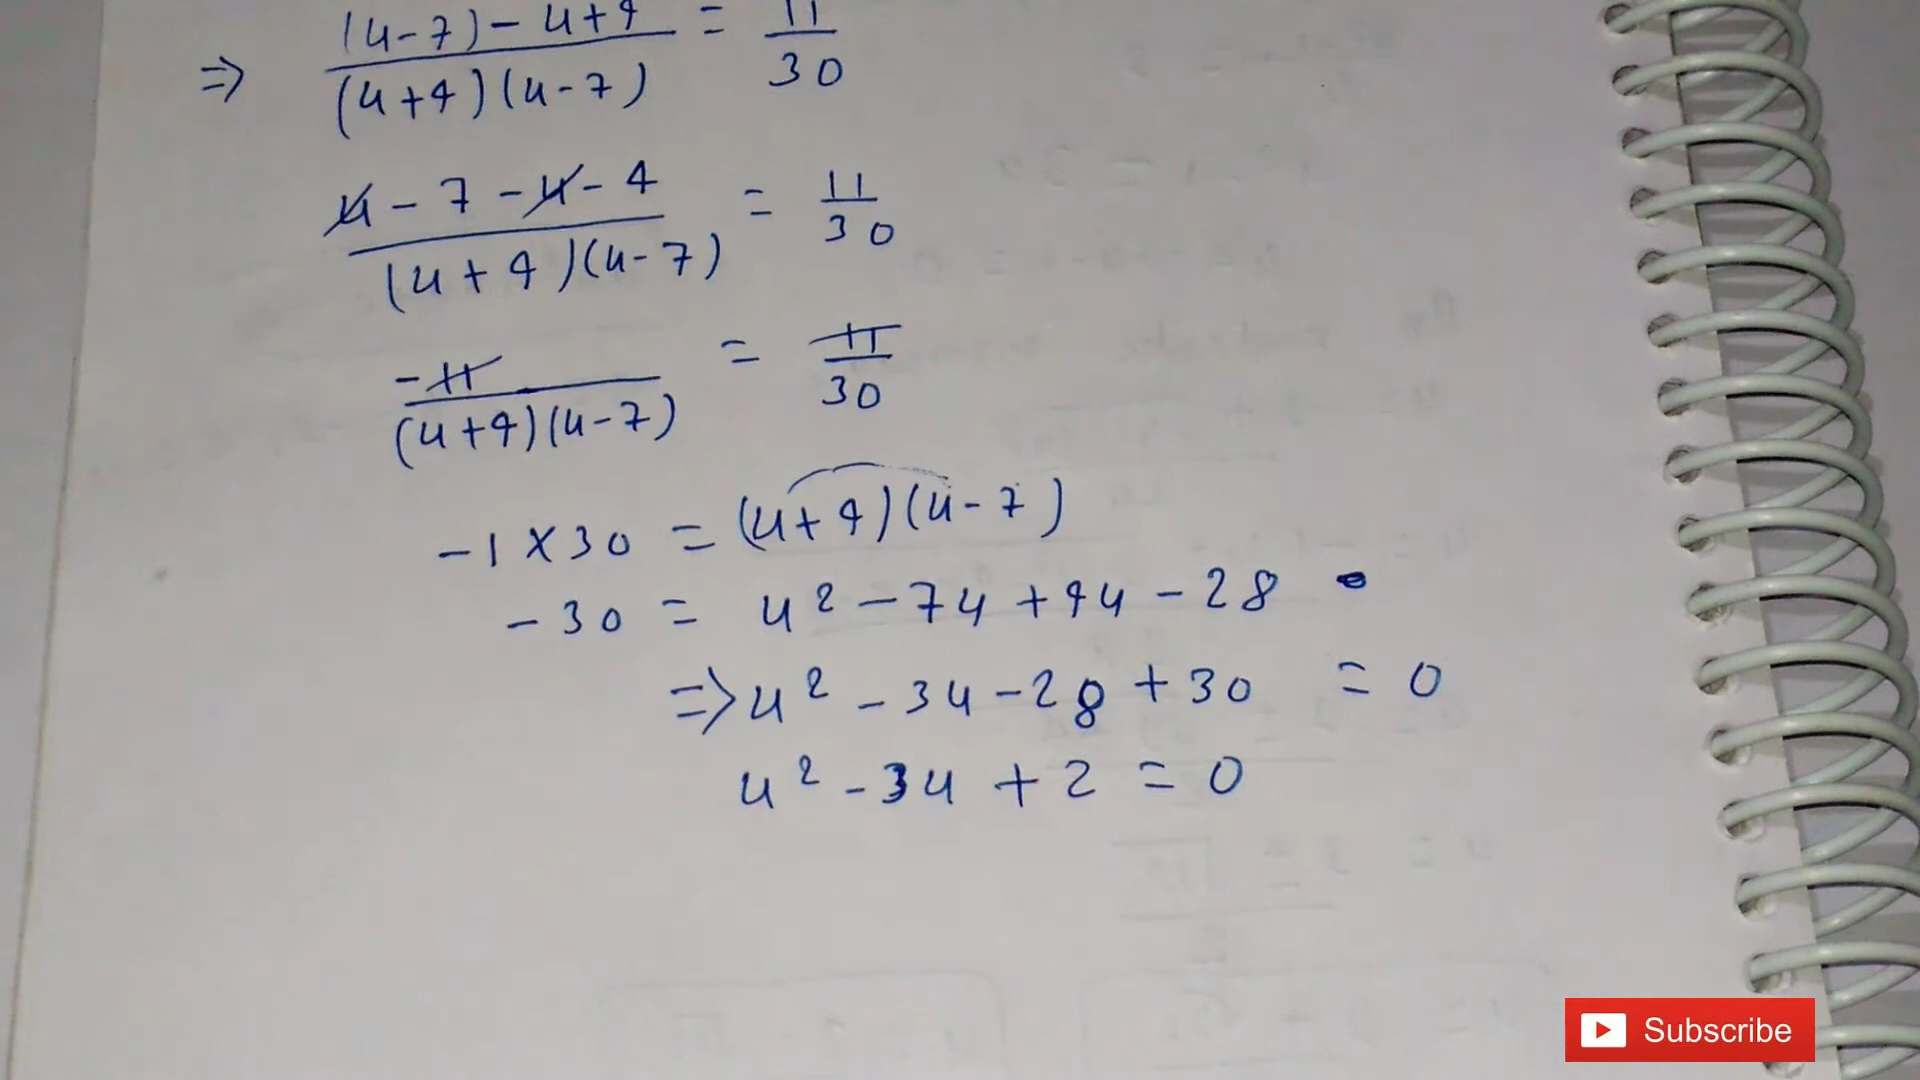 ⇒ (u-7) - u+4 / (u+4)(u-7) = 11/30
u - 7 - u - 4 / (u+4)(u-7) = 11/30
-11 / (u+4)(u-7) = 11/30
-1 × 30 = (u+4)(u-7)
-30 = u² - 7u + 4u - 28
⇒ u² - 3u - 28 + 30 = 0
u² - 3u + 2 = 0
Subscribe